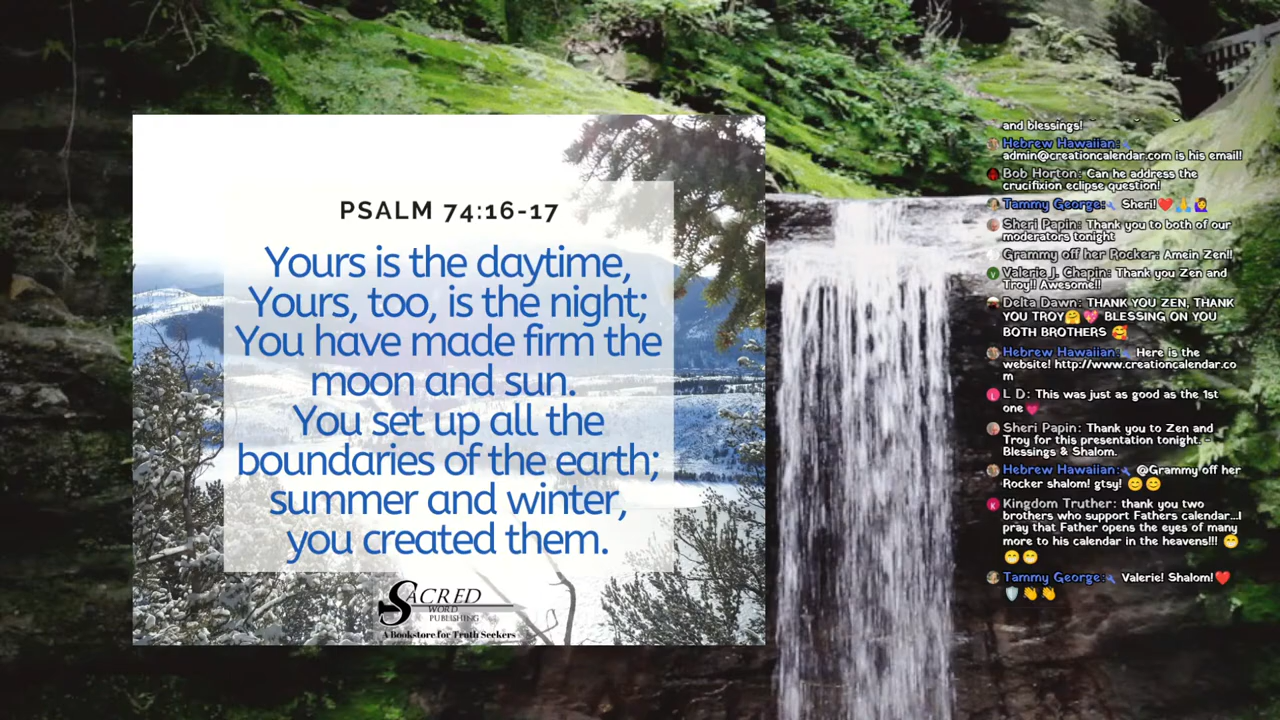 PSALM 74:16-17
Yours is the daytime,
Yours, too, is the night;
You have made firm the
moon and sun.
You set up all the
boundaries of the earth;
summer and winter,
you created them.
SACRED
WORD
PUBLISHING
A Bookstore for Truth Seekers
and blessings!
Hebrew Hawaiian:
admin@creationcalendar.com is his email!
Bob Horton: Can he address the
crucifixion eclipse question!
Tammy George: Sheri!❤️🙏🙋‍♀️
Sheri Papin: Thank you to both of our
moderators tonight
Grammy off her Rocker: Amein Zen!!
Valerie J. Chapin: Thank you Zen and
Troy!! Awesome!!
Delta Dawn: THANK YOU ZEN, THANK
YOU TROY🤗💖 BLESSING ON YOU
BOTH BROTHERS 🥰
Hebrew Hawaiian: Here is the
website! http://www.creationcalendar.co
m
L D: This was just as good as the 1st
one💗
Sheri Papin: Thank you to Zen and
Troy for this presentation tonight. -
Blessings & Shalom.
Hebrew Hawaiian: @Grammy off her
Rocker shalom! gtsy! 😊😊
Kingdom Truther: thank you two
brothers who support Fathers calendar...I
pray that Father opens the eyes of many
more to his calendar in the heavens!!! 😁
😁😁
Tammy George: Valerie! Shalom!❤️
🛡️👏👏